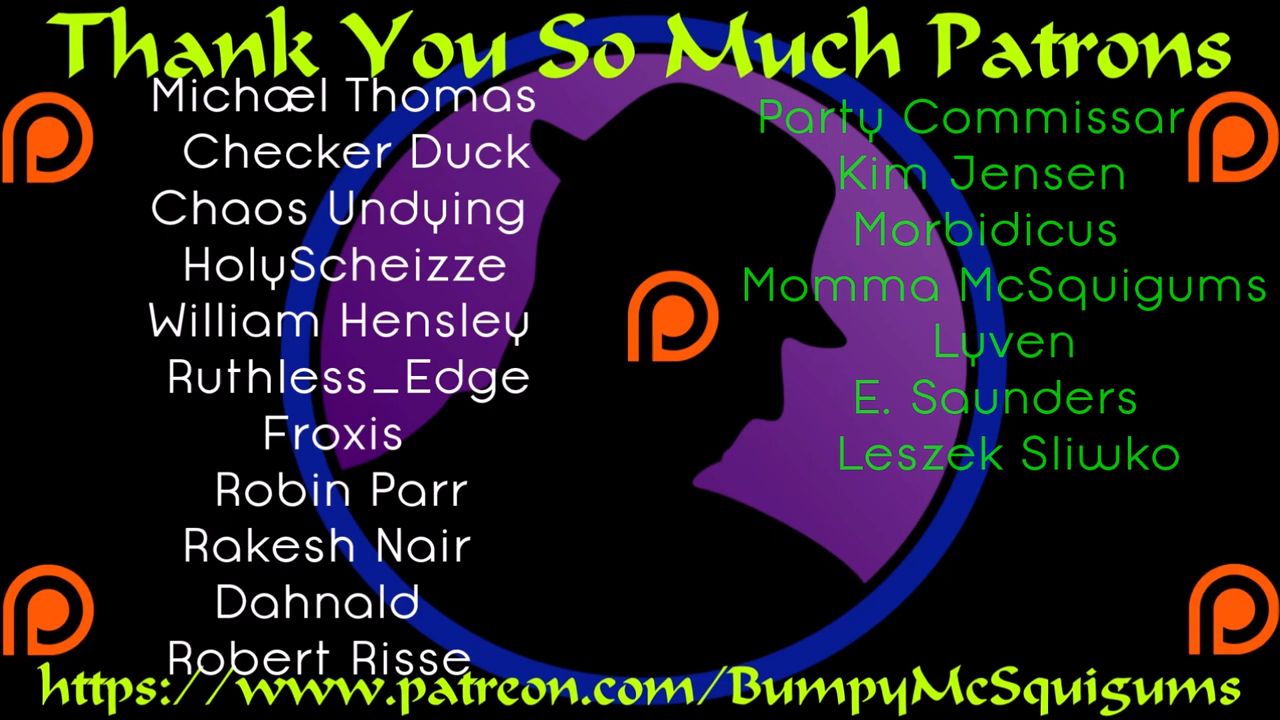 Thank You So Much Patrons
Michael Thomas
Checker Duck
Chaos Undying
HolyScheizze
William Hensley
Ruthless_Edge
Froxis
Robin Parr
Rakesh Nair
Dahnald
Robert Risse
Party Commissar
Kim Jensen
Morbidicus
Momma McSquigums
Lyven
E. Saunders
Leszek Sliwko
https://www.patreon.com/BumpyMcSquigums